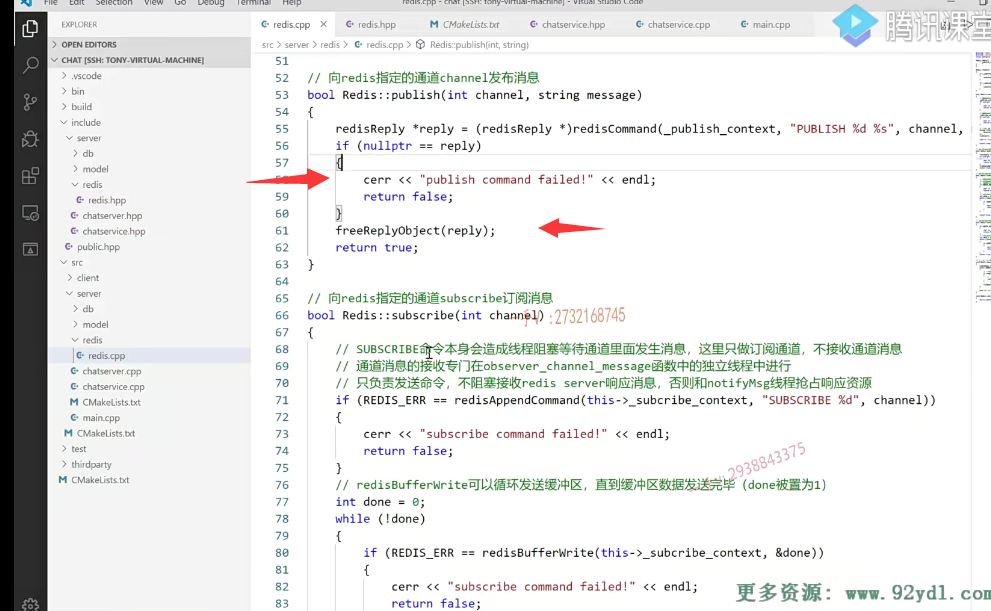 File Edit Selection View Go Debug Terminal Help
redis.cpp - chat [SSH: tony-virtual-machine] - Visual Studio Code
EXPLORER
OPEN EDITORS
CHAT [SSH: TONY-VIRTUAL-MACHINE]
.vscode
bin
build
include
server
db
model
redis
redis.hpp
chatserver.hpp
chatservice.hpp
public.hpp
src
client
server
db
model
redis
redis.cpp
chatserver.cpp
chatservice.cpp
CMakeLists.txt
main.cpp
CMakeLists.txt
test
thirdparty
CMakeLists.txt
redis.cpp
redis.hpp
CMakeLists.txt
chatservice.hpp
chatservice.cpp
main.cpp
腾讯课堂
src > server > redis > redis.cpp > Redis::publish(int, string)
51
52 // 向redis指定的通道channel发布消息
53 bool Redis::publish(int channel, string message)
54 {
55 redisReply *reply = (redisReply *)redisCommand(_publish_context, "PUBLISH %d %s", channel,
56 if (nullptr == reply)
57 {
58 cerr << "publish command failed!" << endl;
59 return false;
60 }
61 freeReplyObject(reply);
62 return true;
63 }
64
65 // 向redis指定的通道subscribe订阅消息
66 bool Redis::subscribe(int channel)
:2732168745
67 {
68 // SUBSCRIBE命令本身会造成线程阻塞等待通道里面发生消息，这里只做订阅通道，不接收通道消息
69 // 通道消息的接收专门在observer_channel_message函数中的独立线程中进行
70 // 只负责发送命令，不阻塞接收redis server响应消息，否则和notifyMsg线程抢占响应资源
71 if (REDIS_ERR == redisAppendCommand(this->_subcribe_context, "SUBSCRIBE %d", channel))
72 {
73 cerr << "subscribe command failed!" << endl;
74 return false;
75 }
2938843375
76 // redisBufferWrite可以循环发送缓冲区，直到缓冲区数据发送完毕（done被置为1）
77 int done = 0;
78 while (!done)
79 {
80 if (REDIS_ERR == redisBufferWrite(this->_subcribe_context, &done))
81 {
82 cerr << "subscribe command failed!" << endl;
83 return false;
更多资源: www.92ydl.com